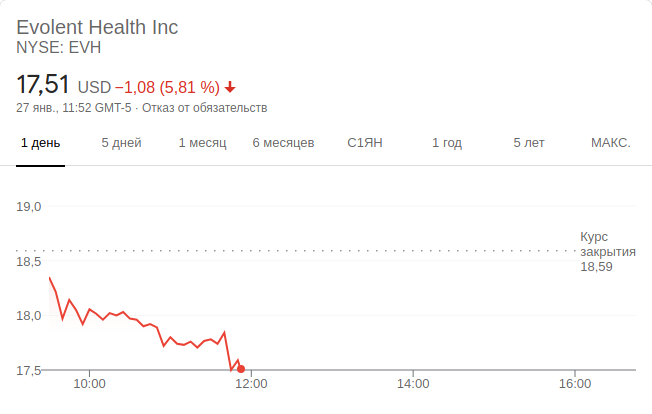 Evolent Health Inc
NYSE: EVH
17,51 USD −1,08 (5,81 %)
27 янв., 11:52 GMT-5 · Отказ от обязательств
1 день 5 дней 1 месяц 6 месяцев С1ЯН 1 год 5 лет МАКС.
19,0
Курс
закрытия
18,59
18,5
18,0
17,5
10:00 12:00 14:00 16:00